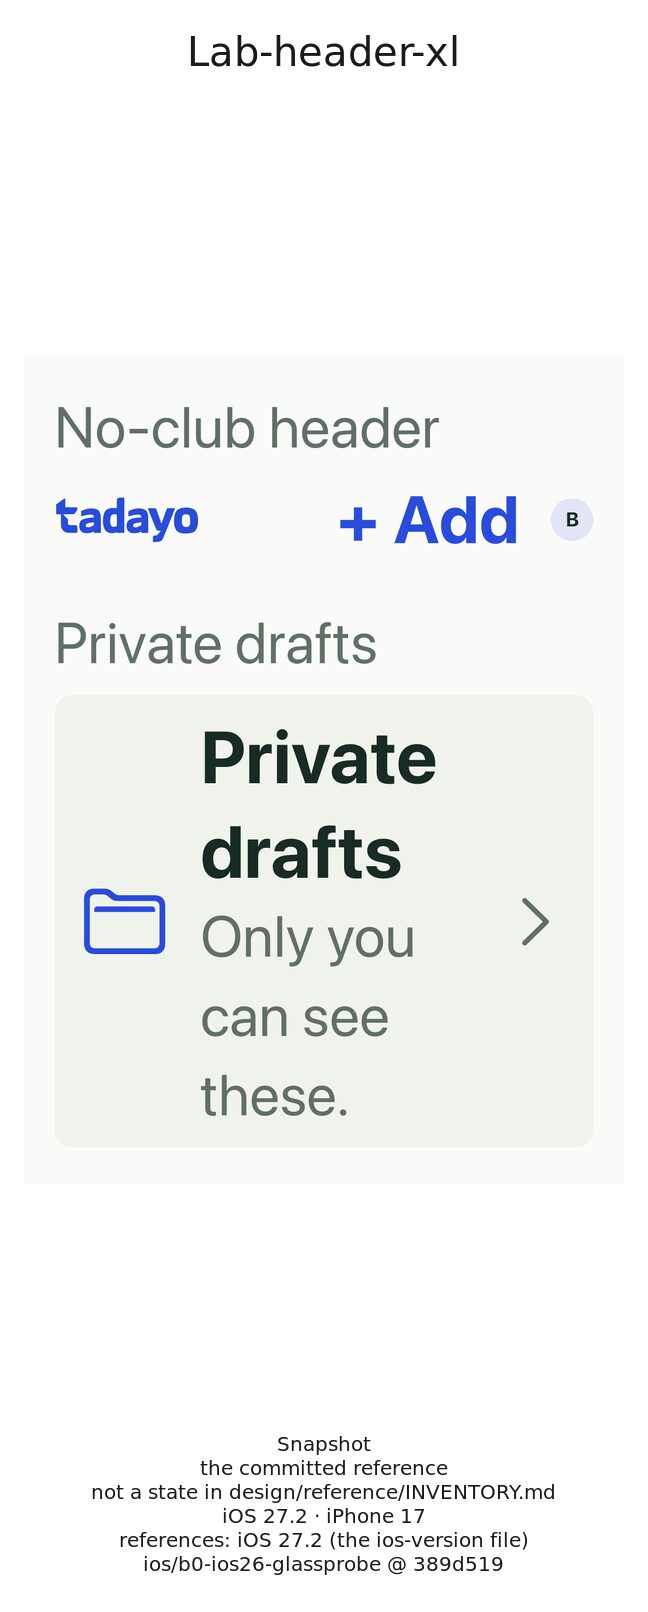 Lab-header-xl
No-club header
tadayo
+ Add
B
Private drafts
Private
drafts
Only you
can see
these.
Snapshot
the committed reference
not a state in design/reference/INVENTORY.md
iOS 27.2 · iPhone 17
references: iOS 27.2 (the ios-version file)
ios/b0-ios26-glassprobe @ 389d519